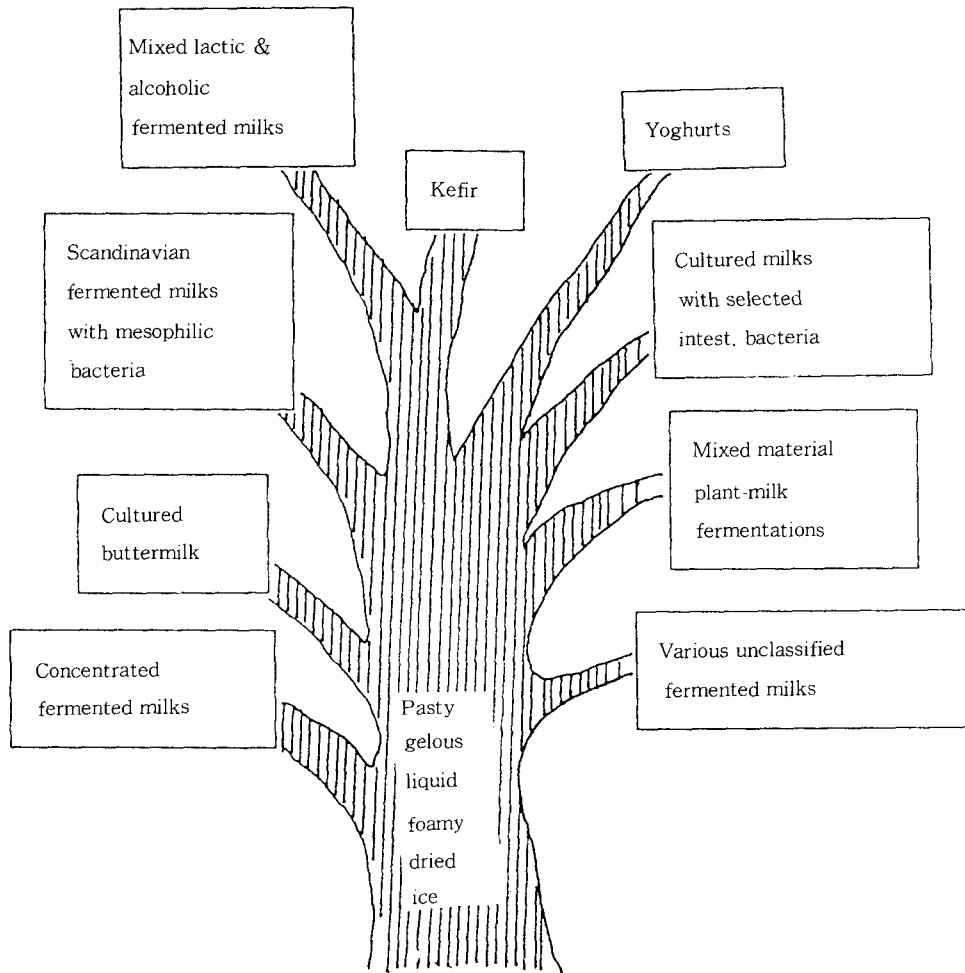 Mixed lactic &
alcoholic
fermented milks
Kefir
Yoghurts
Scandinavian
fermented milks
with mesophilic
bacteria
Cultured milks
with selected
intest. bacteria
Cultured
buttermilk
Mixed material
plant-milk
fermentations
Concentrated
fermented milks
Various unclassified
fermented milks
Pasty
gelous
liquid
foamy
dried
ice